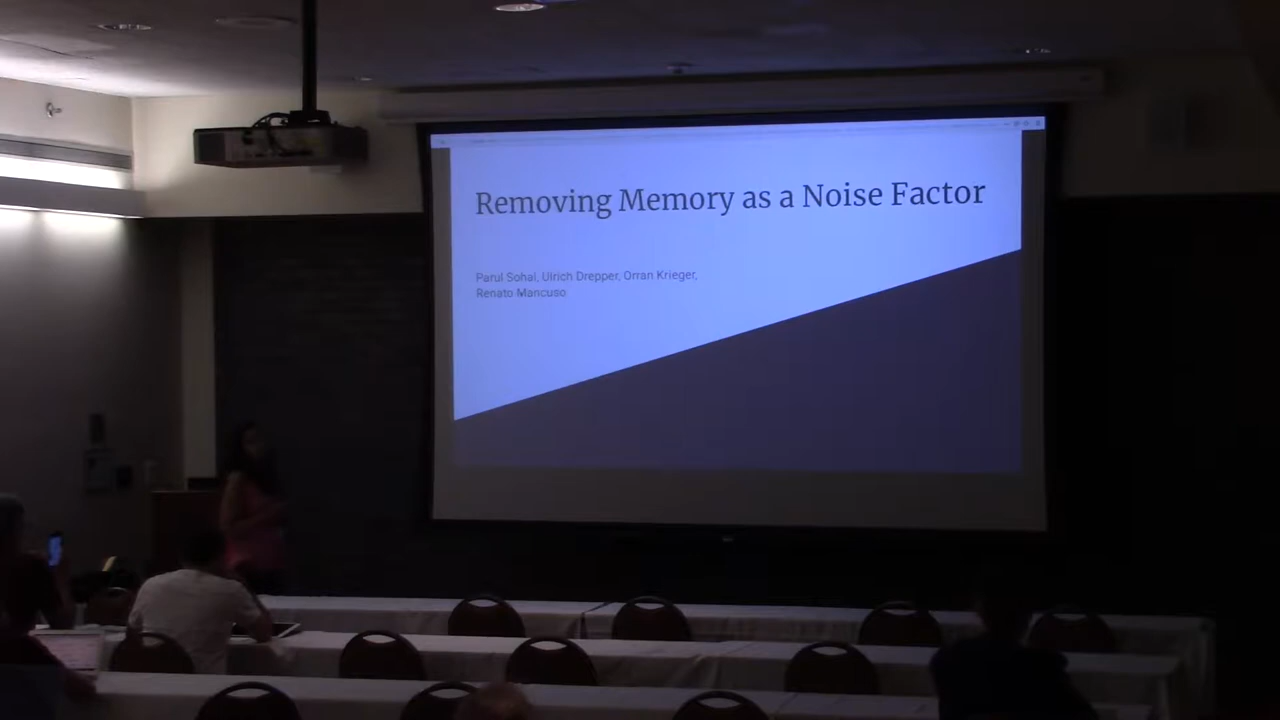 Removing Memory as a Noise Factor
Parul Sohal, Ulrich Drepper, Orran Krieger,
Renato Mancuso